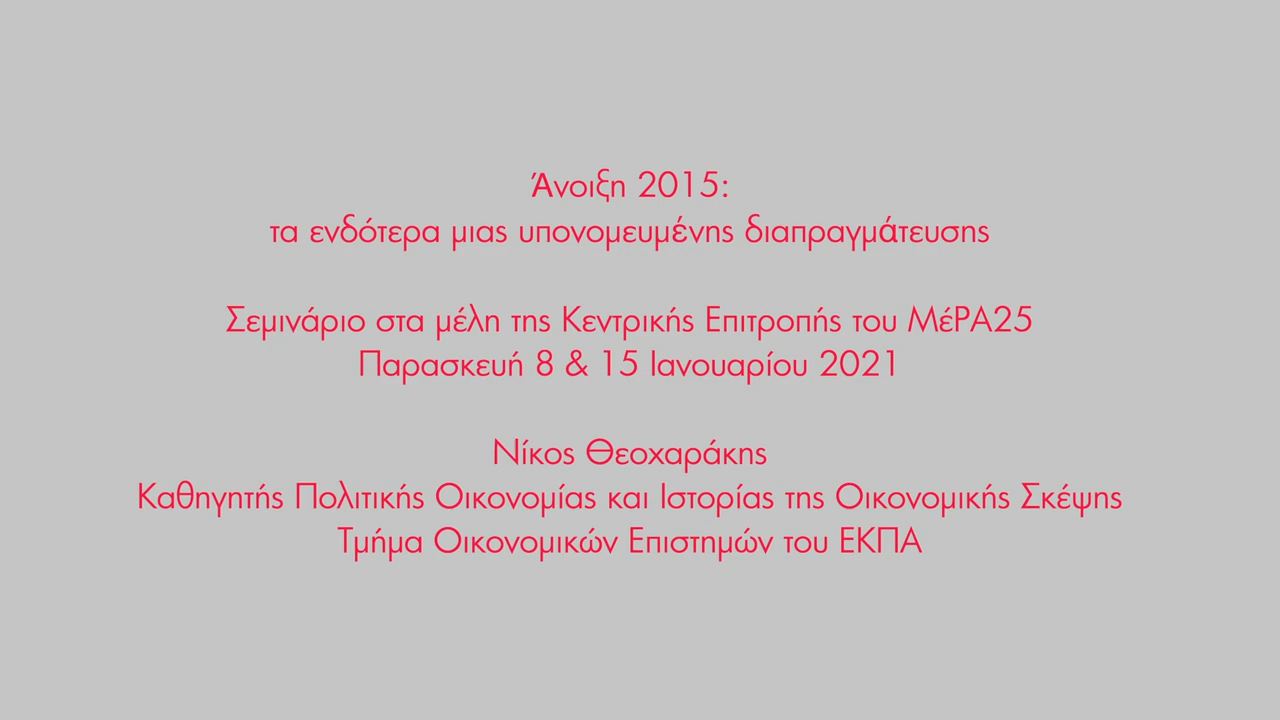 Άνοιξη 2015:
τα ενδότερα μιας υπονομευμένης διαπραγμάτευσης
Σεμινάριο στα μέλη της Κεντρικής Επιτροπής του ΜέΡΑ25
Παρασκευή 8 & 15 Ιανουαρίου 2021
Νίκος Θεοχαράκης
Καθηγητής Πολιτικής Οικονομίας και Ιστορίας της Οικονομικής Σκέψης
Τμήμα Οικονομικών Επιστημών του ΕΚΠΑ